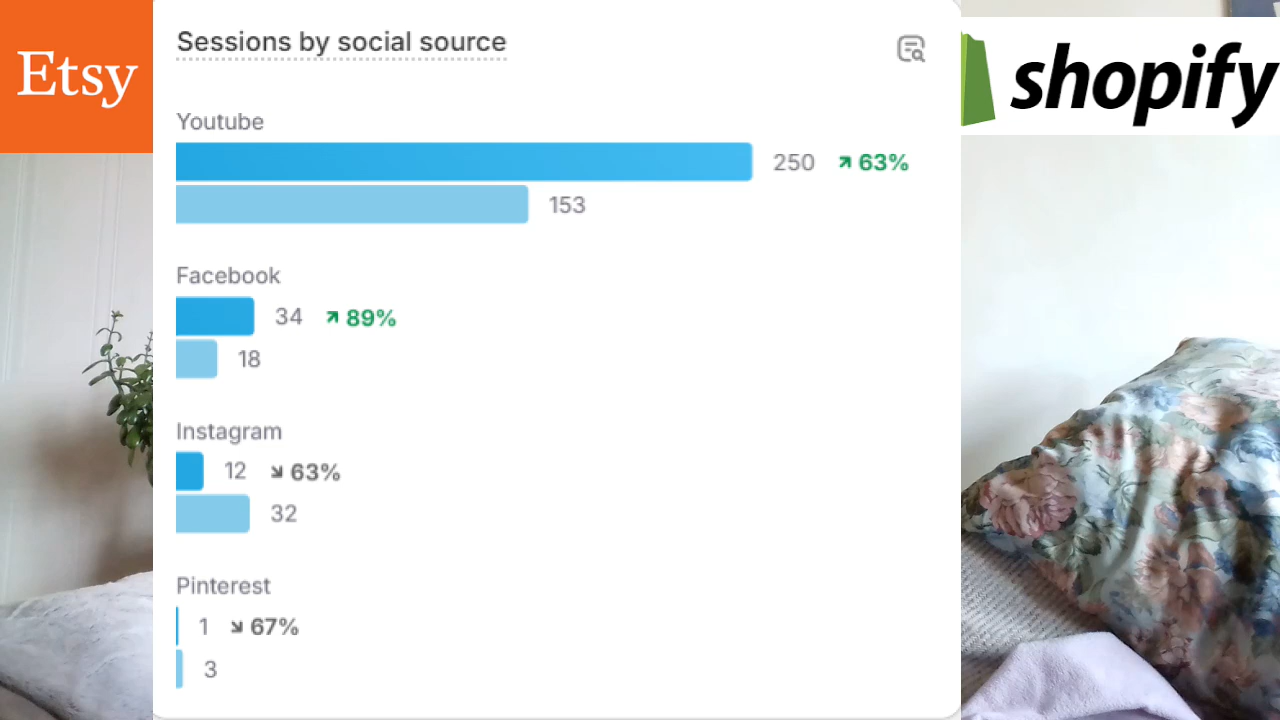 Etsy
Sessions by social source
shopify
Youtube
250 63%
153
Facebook
34 89%
18
Instagram
12 63%
32
Pinterest
1 67%
3